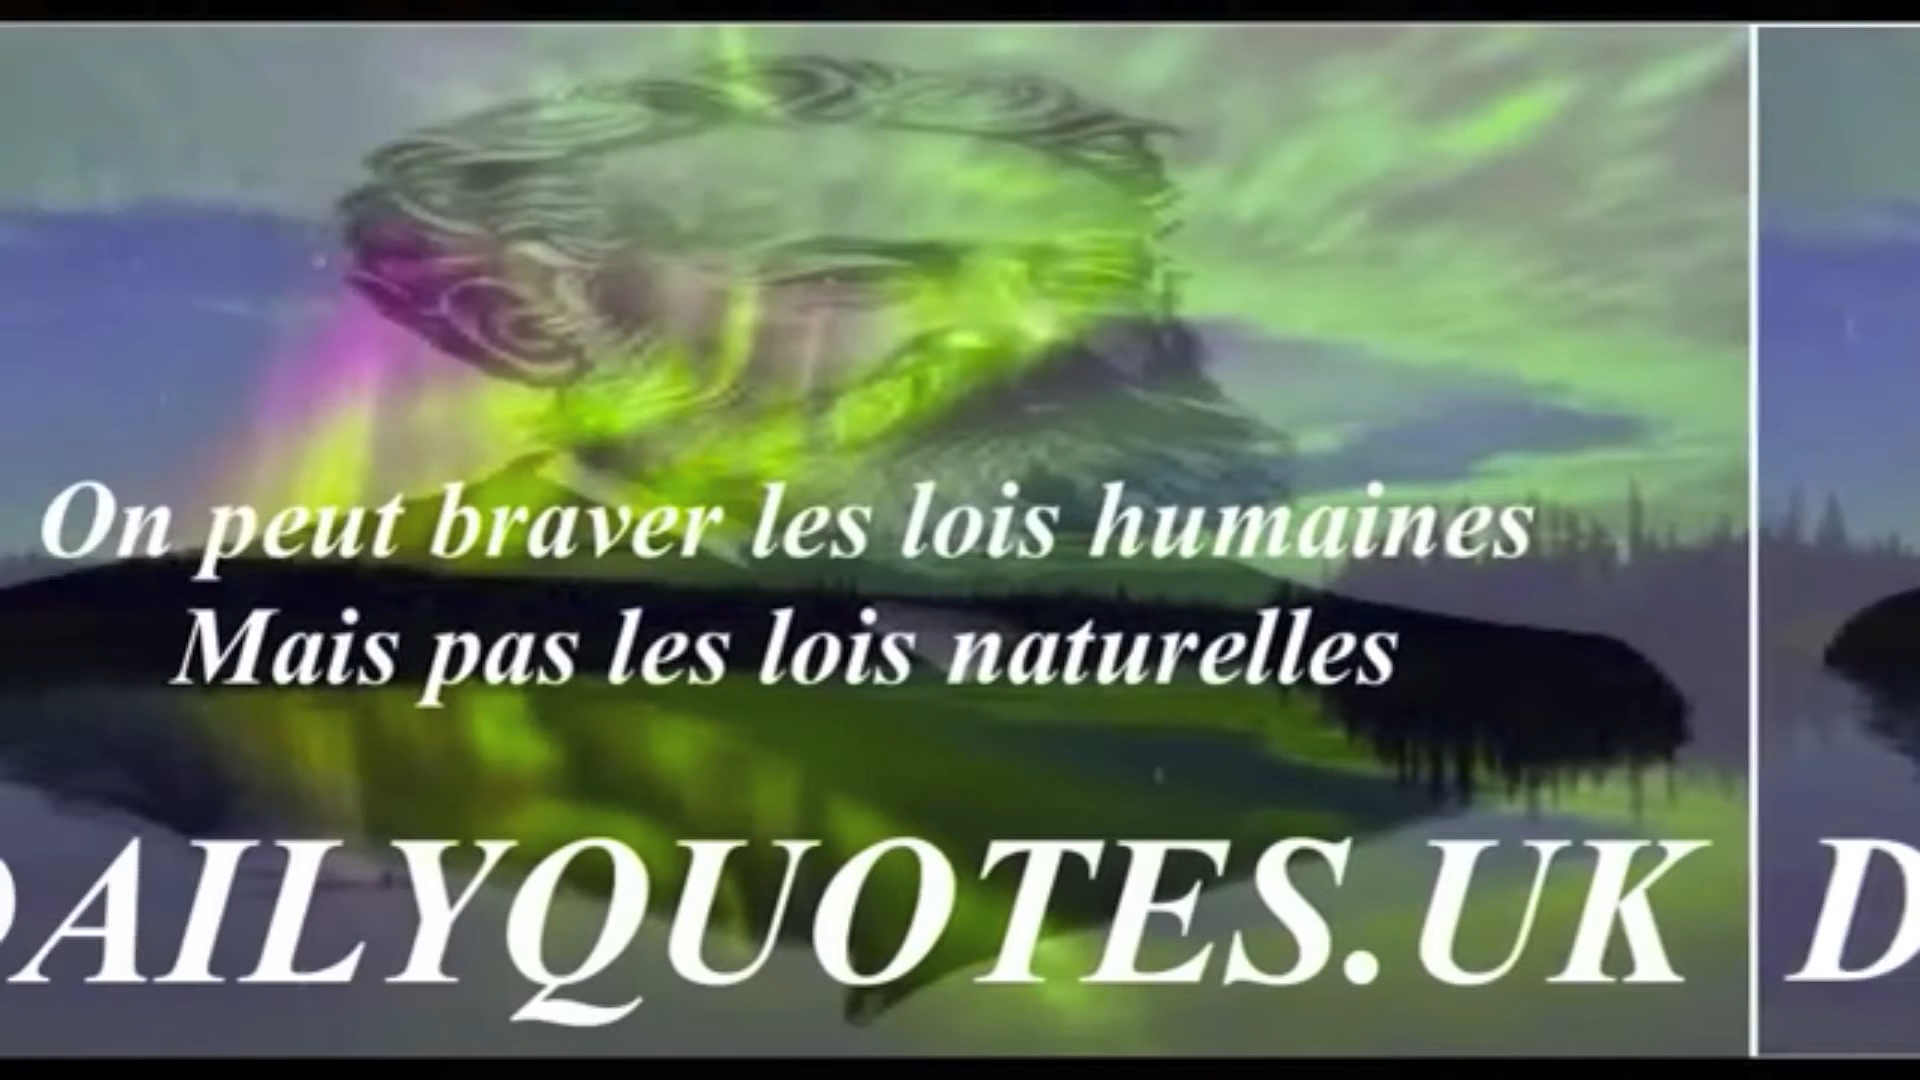 On peut braver les lois humaines
Mais pas les lois naturelles
DAILYQUOTES.UK
D